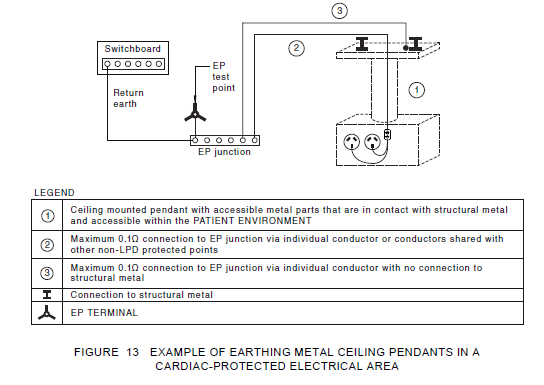 3
Switchboard
2
EP
test
point
Return
earth
1
EP junction
LEGEND
1 Ceiling mounted pendant with accessible metal parts that are in contact with structural metal
and accessible within the PATIENT ENVIRONMENT
2 Maximum 0.1Ω connection to EP junction via individual conductor or conductors shared with
other non-LPD protected points
3 Maximum 0.1Ω connection to EP junction via individual conductor with no connection to
structural metal
Connection to structural metal
EP TERMINAL
FIGURE 13 EXAMPLE OF EARTHING METAL CEILING PENDANTS IN A
CARDIAC-PROTECTED ELECTRICAL AREA